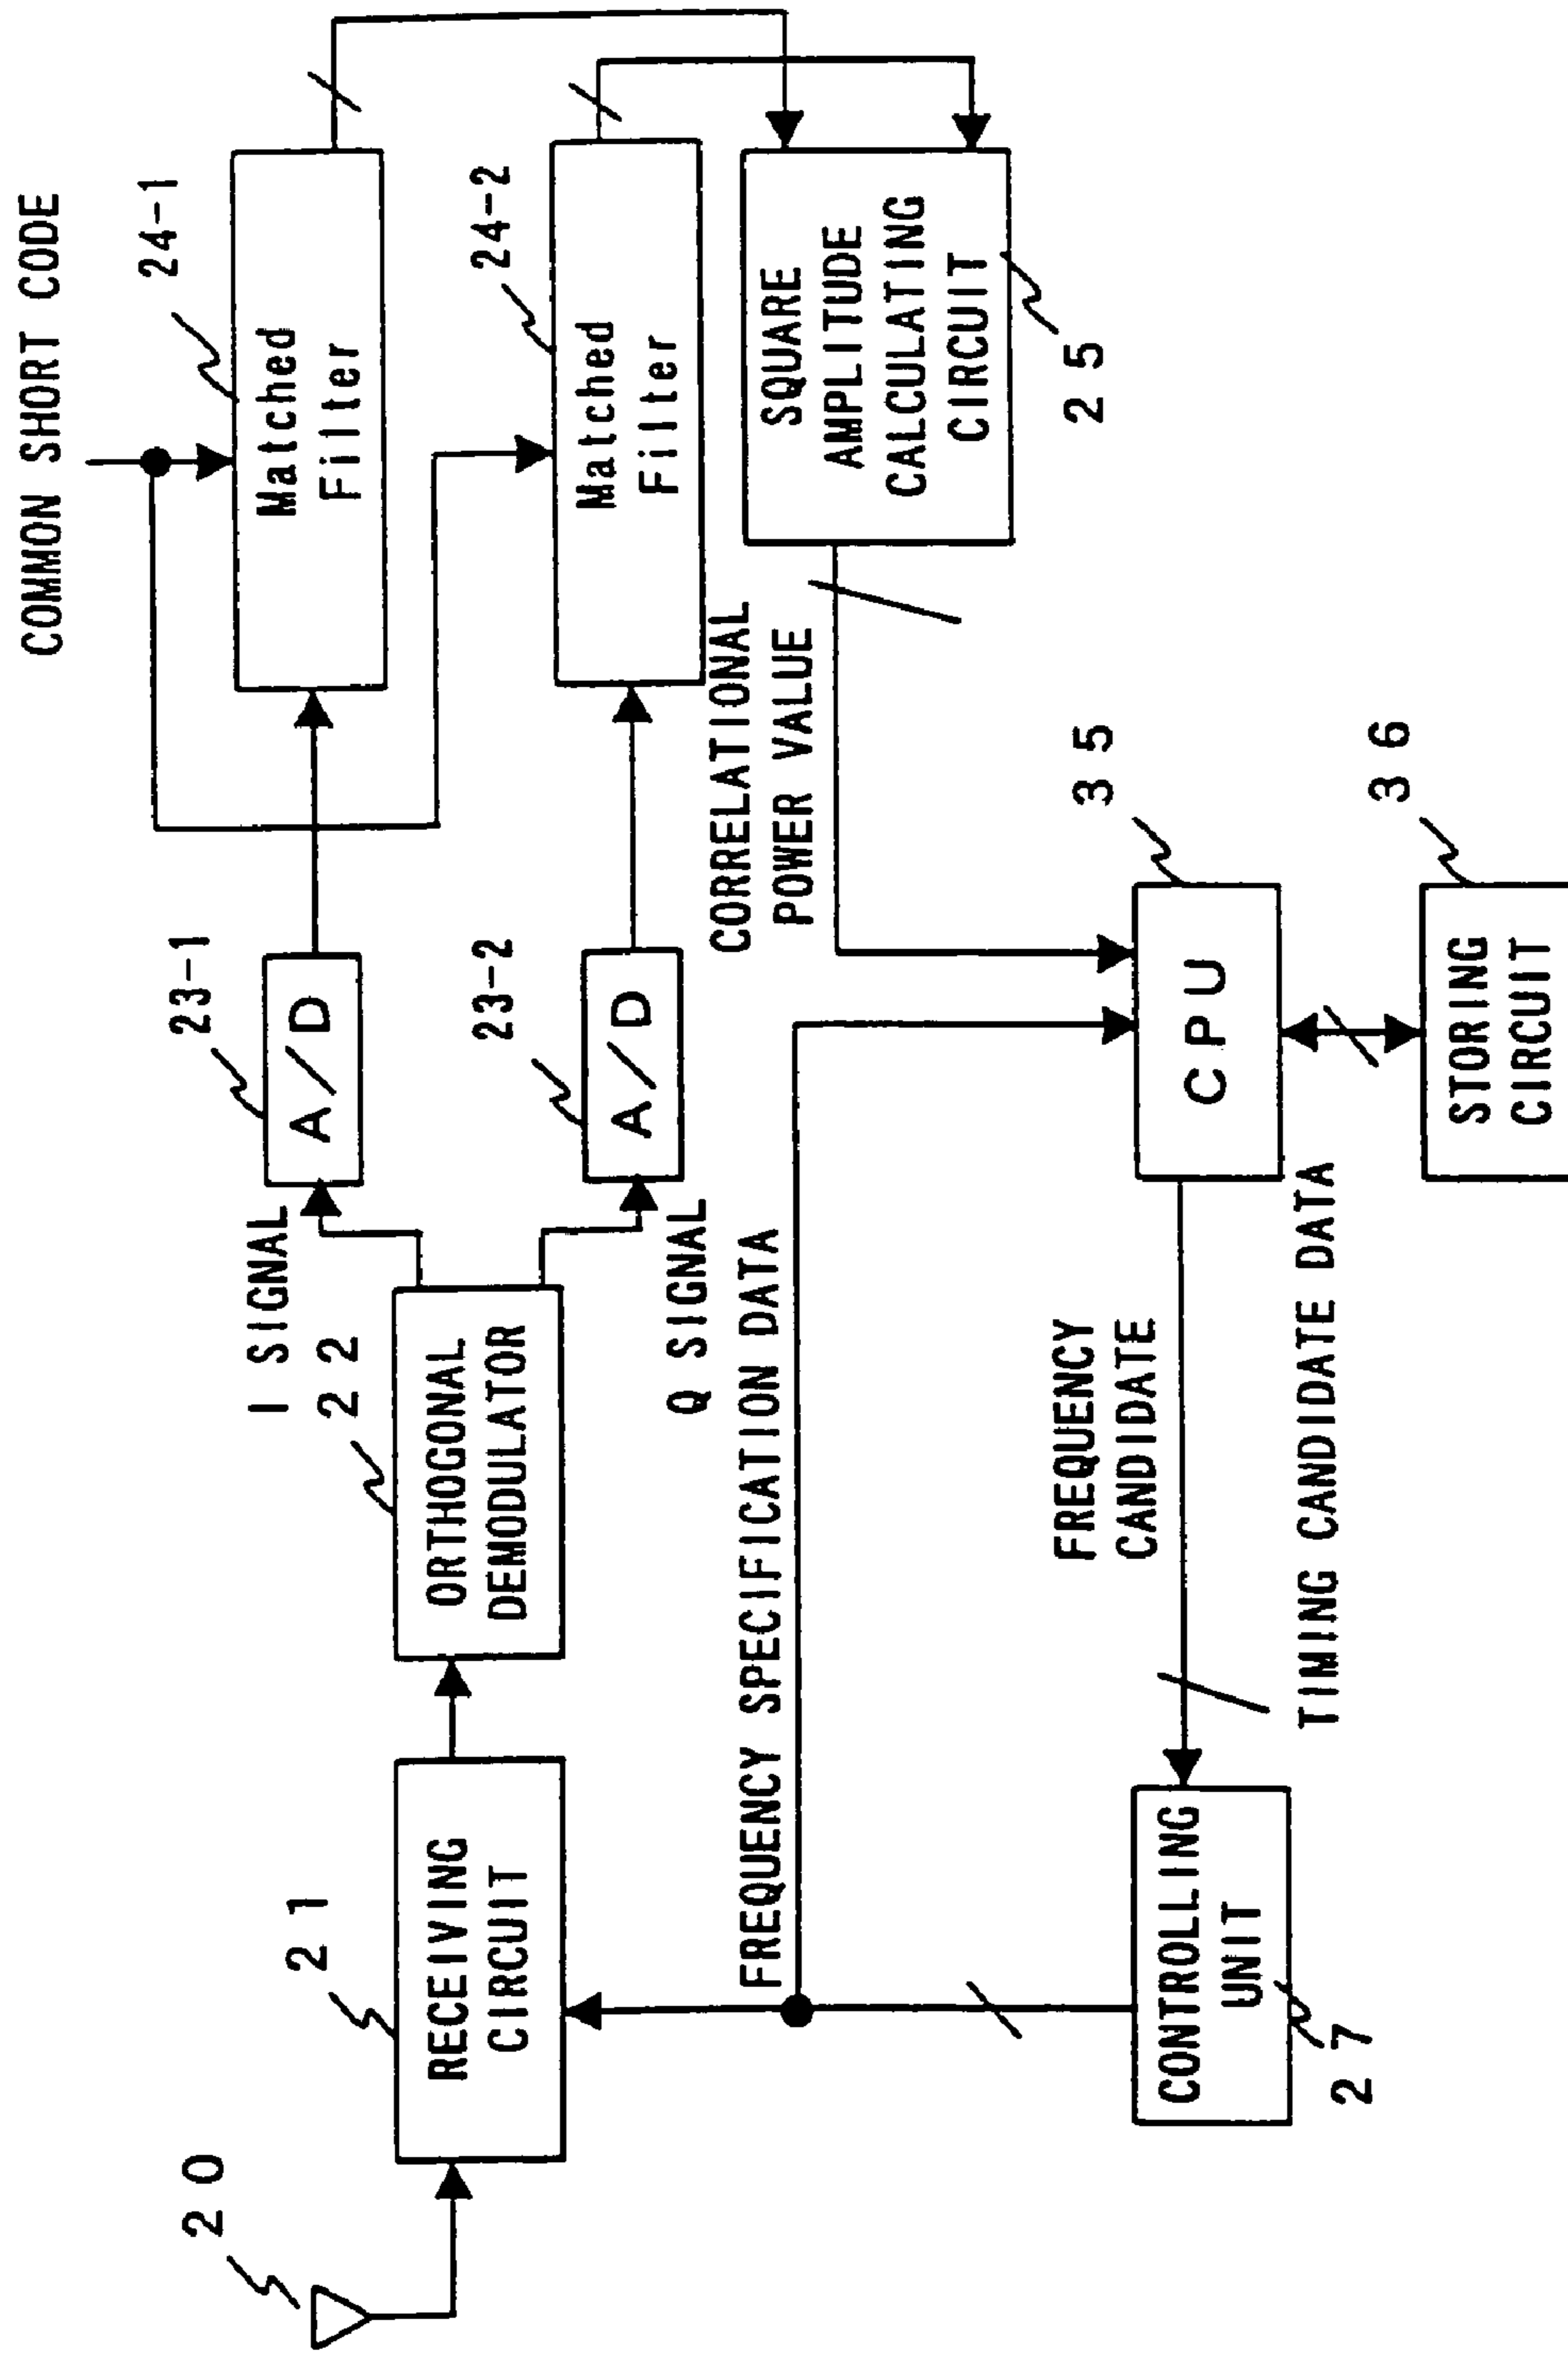 COMMON SHORT CODE
24-1
Matched
Filter
24-2
Matched
Filter
23-1
A/D
23-2
A/D
I SIGNAL
22
ORTHOGONAL
DEMODULATOR
Q SIGNAL
20
21
RECEIVING
CIRCUIT
SQUARE
AMPLITUDE
CALCULATING
CIRCUIT
25
CORRELATIONAL
POWER VALUE
FREQUENCY SPECIFICATION DATA
35
CPU
FREQUENCY
CANDIDATE
TIMING CANDIDATE DATA
CONTROLLING
UNIT
27
36
STORING
CIRCUIT